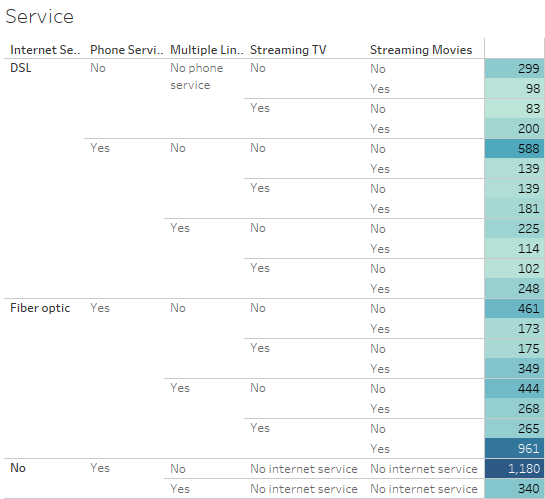 Service
Internet Se.. Phone Servi.. Multiple Lin.. Streaming TV Streaming Movies
DSL No No phone service No No 299
Yes 98
Yes No 83
Yes 200
Yes No No No 588
Yes 139
Yes No 139
Yes 181
Yes No No 225
Yes 114
Yes No 102
Yes 248
Fiber optic Yes No No No 461
Yes 173
Yes No 175
Yes 349
Yes No No 444
Yes 268
Yes No 265
Yes 961
No Yes No No internet service No internet service 1,180
Yes No internet service No internet service 340